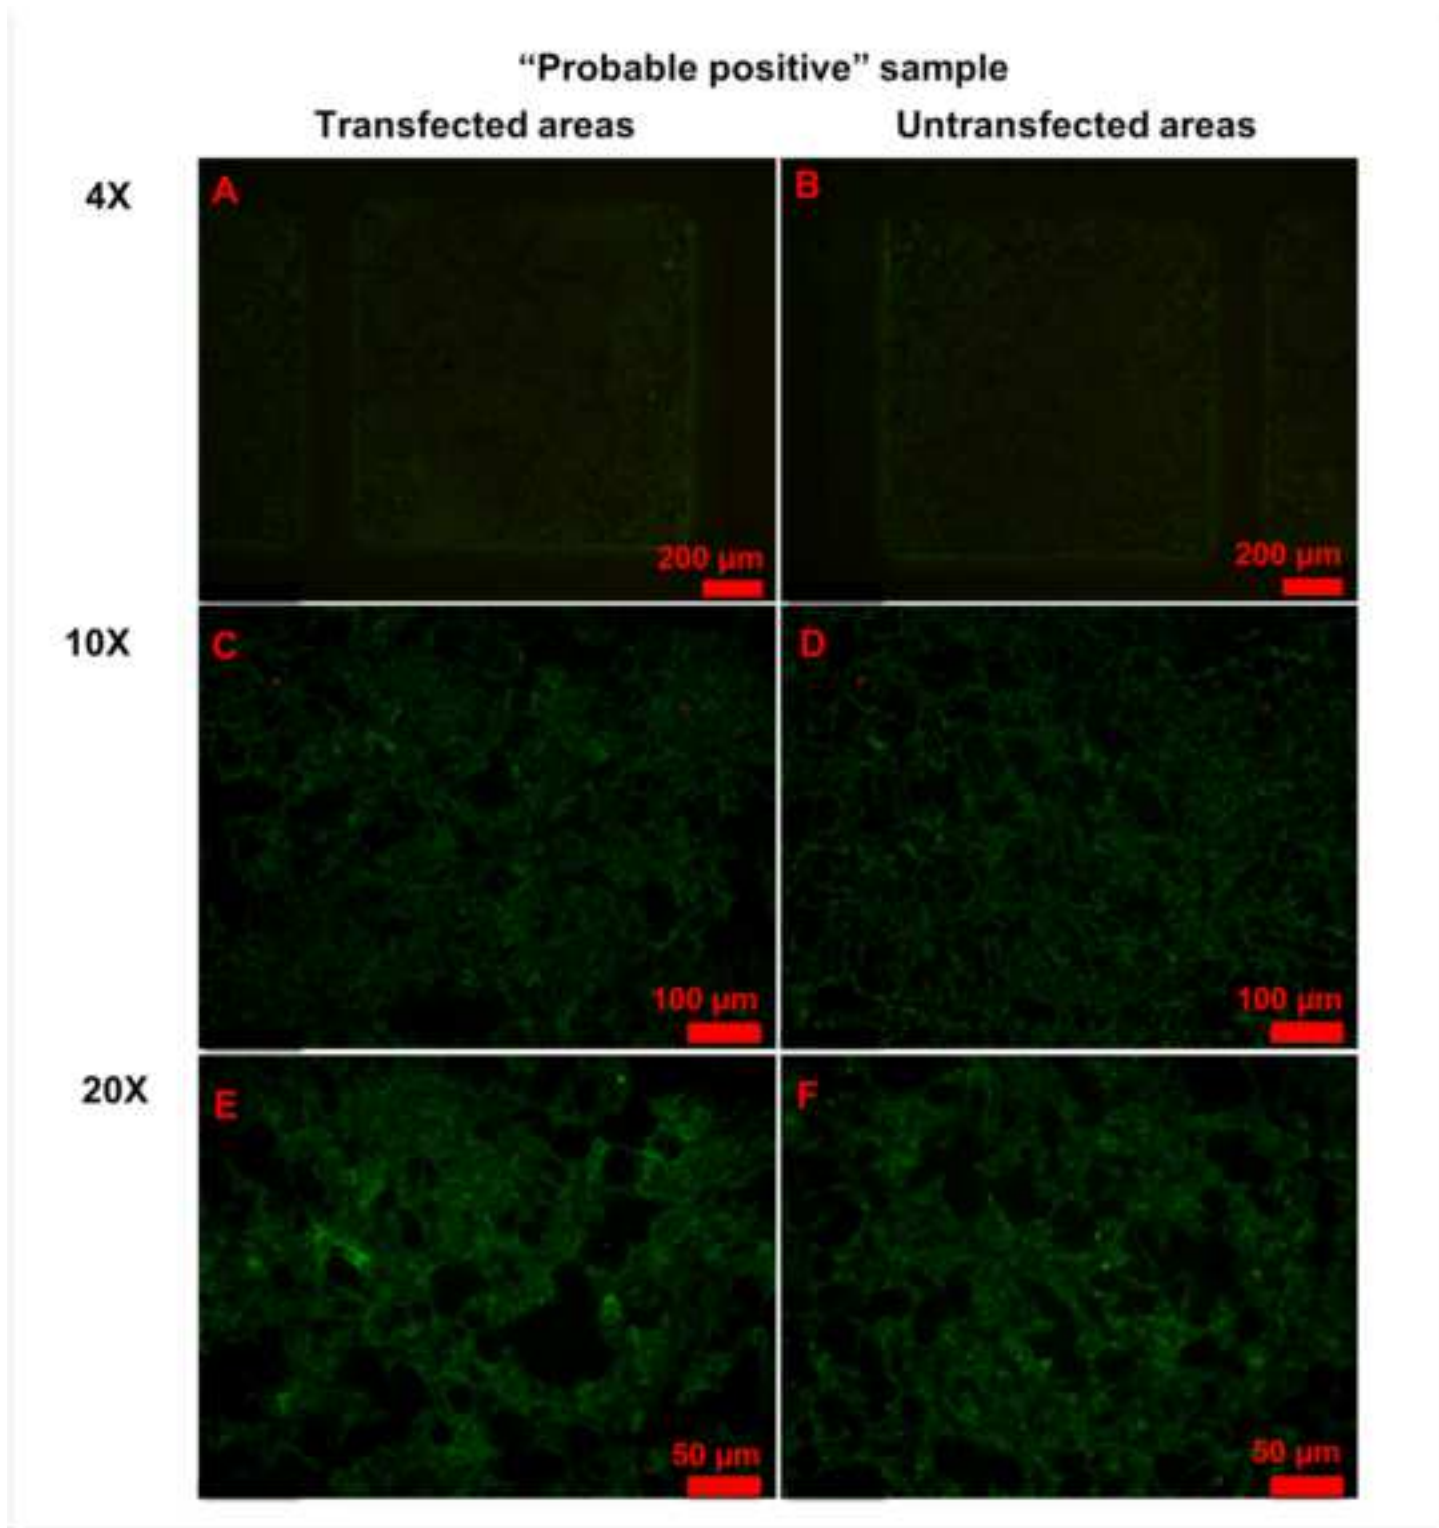 “Probable positive” sample
Transfected areas
Untransfected areas
4X
A
B
200 µm
200 µm
10X
C
D
100 µm
100 µm
20X
E
F
50 µm
50 µm